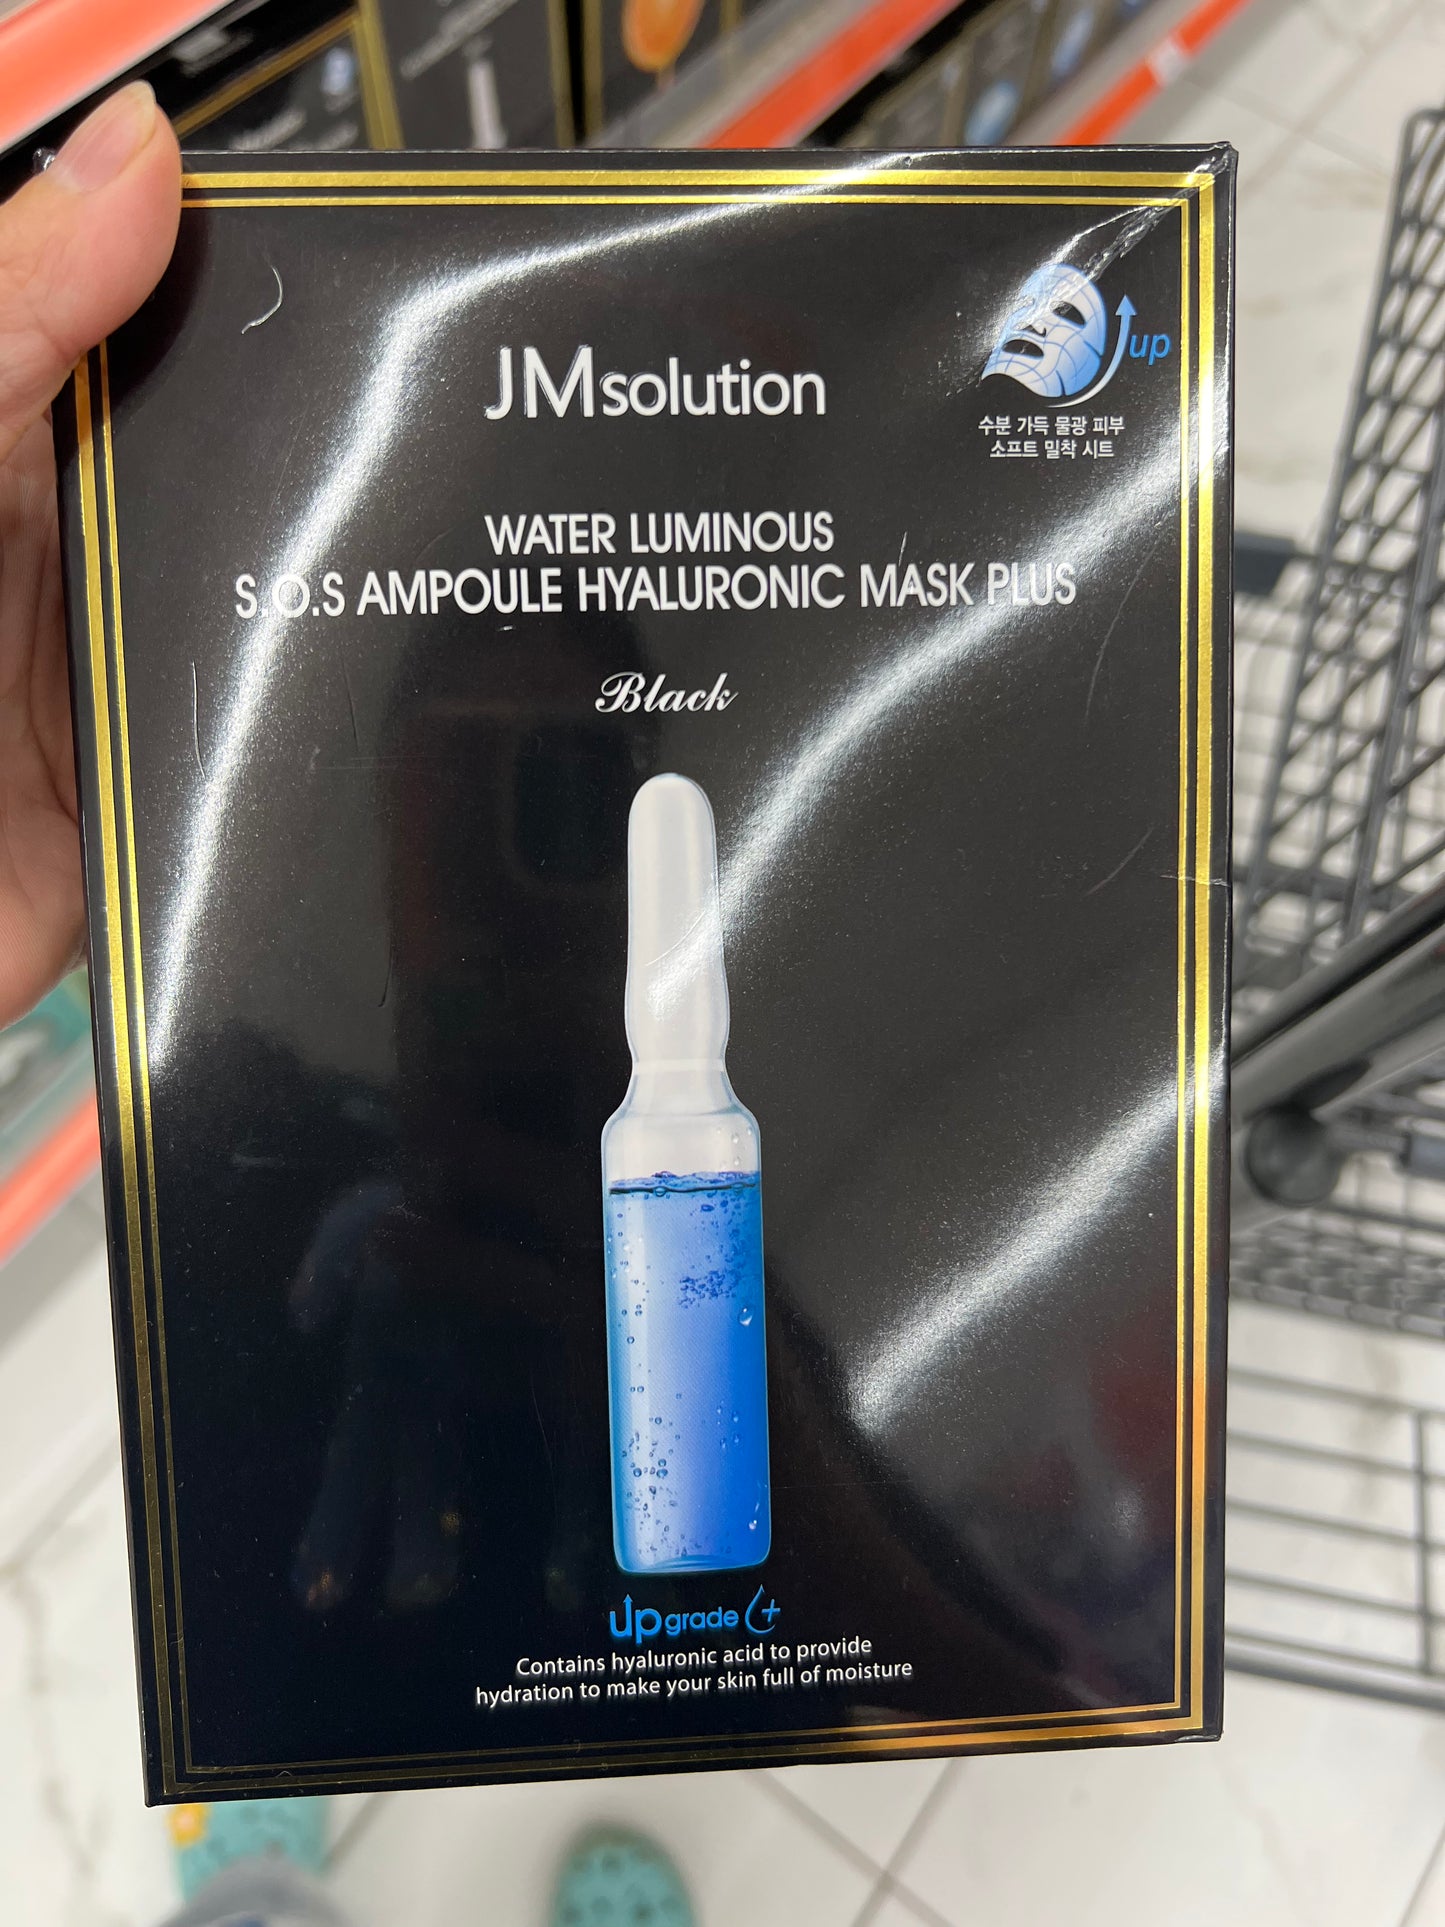 JMsolution
up
수분 가득 물광 피부
소프트 밀착 시트
WATER LUMINOUS
S.O.S AMPOULE HYALURONIC MASK PLUS
Black
upgrade +
Contains hyaluronic acid to provide
hydration to make your skin full of moisture